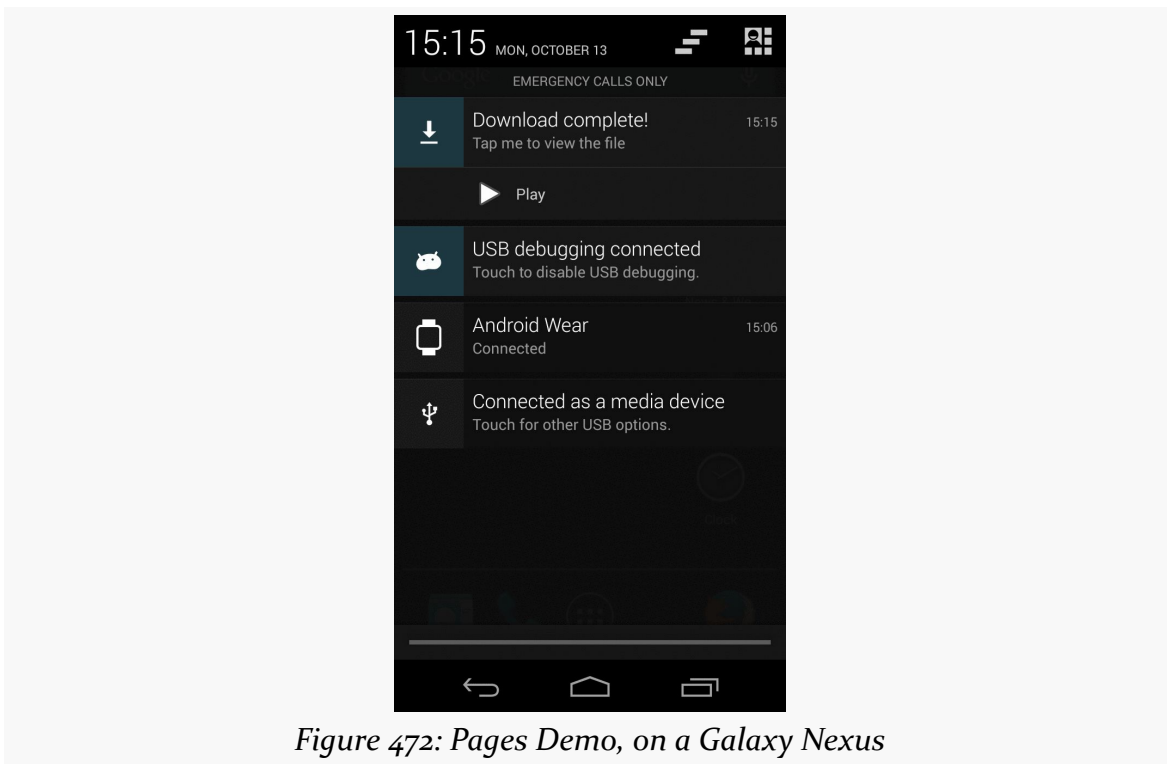 15:15 MON, OCTOBER 13
EMERGENCY CALLS ONLY
Download complete! 15:15
Tap me to view the file
Play
USB debugging connected
Touch to disable USB debugging.
Android Wear 15:06
Connected
Connected as a media device
Touch for other USB options.
Figure 472: Pages Demo, on a Galaxy Nexus